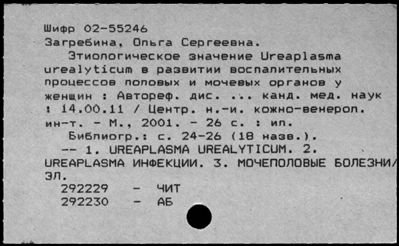 Шифр 02-55246
Загребина, Ольга Сергеевна.
Этиологическое значение Ureaplasma
urealyticum в развитии воспалительных
процессов половых и мочевых органов у
женщин : Автореф. дис. ... канд. мед. наук
: 14.00.11 / Центр. н.-и. кожно-венерол.
ин-т. - М., 2001. - 26 с. : ил.
Библиогр.: с. 24-26 (18 назв.).
-- 1. UREAPLASMA UREALYTICUM. 2.
UREAPLASMA ИНФЕКЦИИ. 3. МОЧЕПОЛОВЫЕ БОЛЕЗНИ/
ЭЛ.
292229 - ЧИТ
292230 - АБ